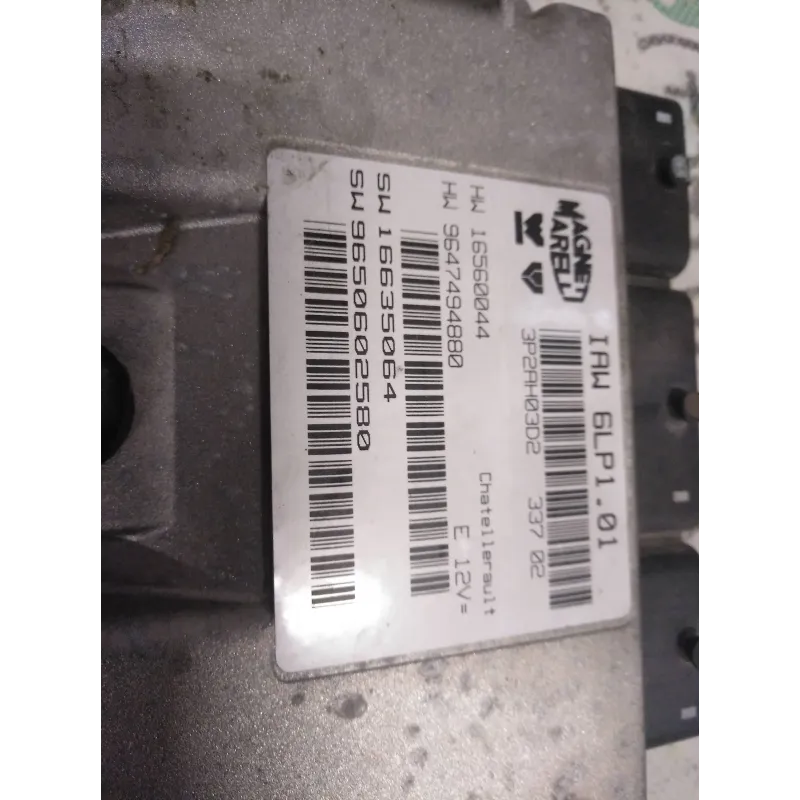 MAGNETI
MARELLI
IAW 6LP1.01
3P2AH03D2 337 02
HW 16560044
HW 9647494880
Chatellerault
E 12V=
SW 16635064
SW 9650602580